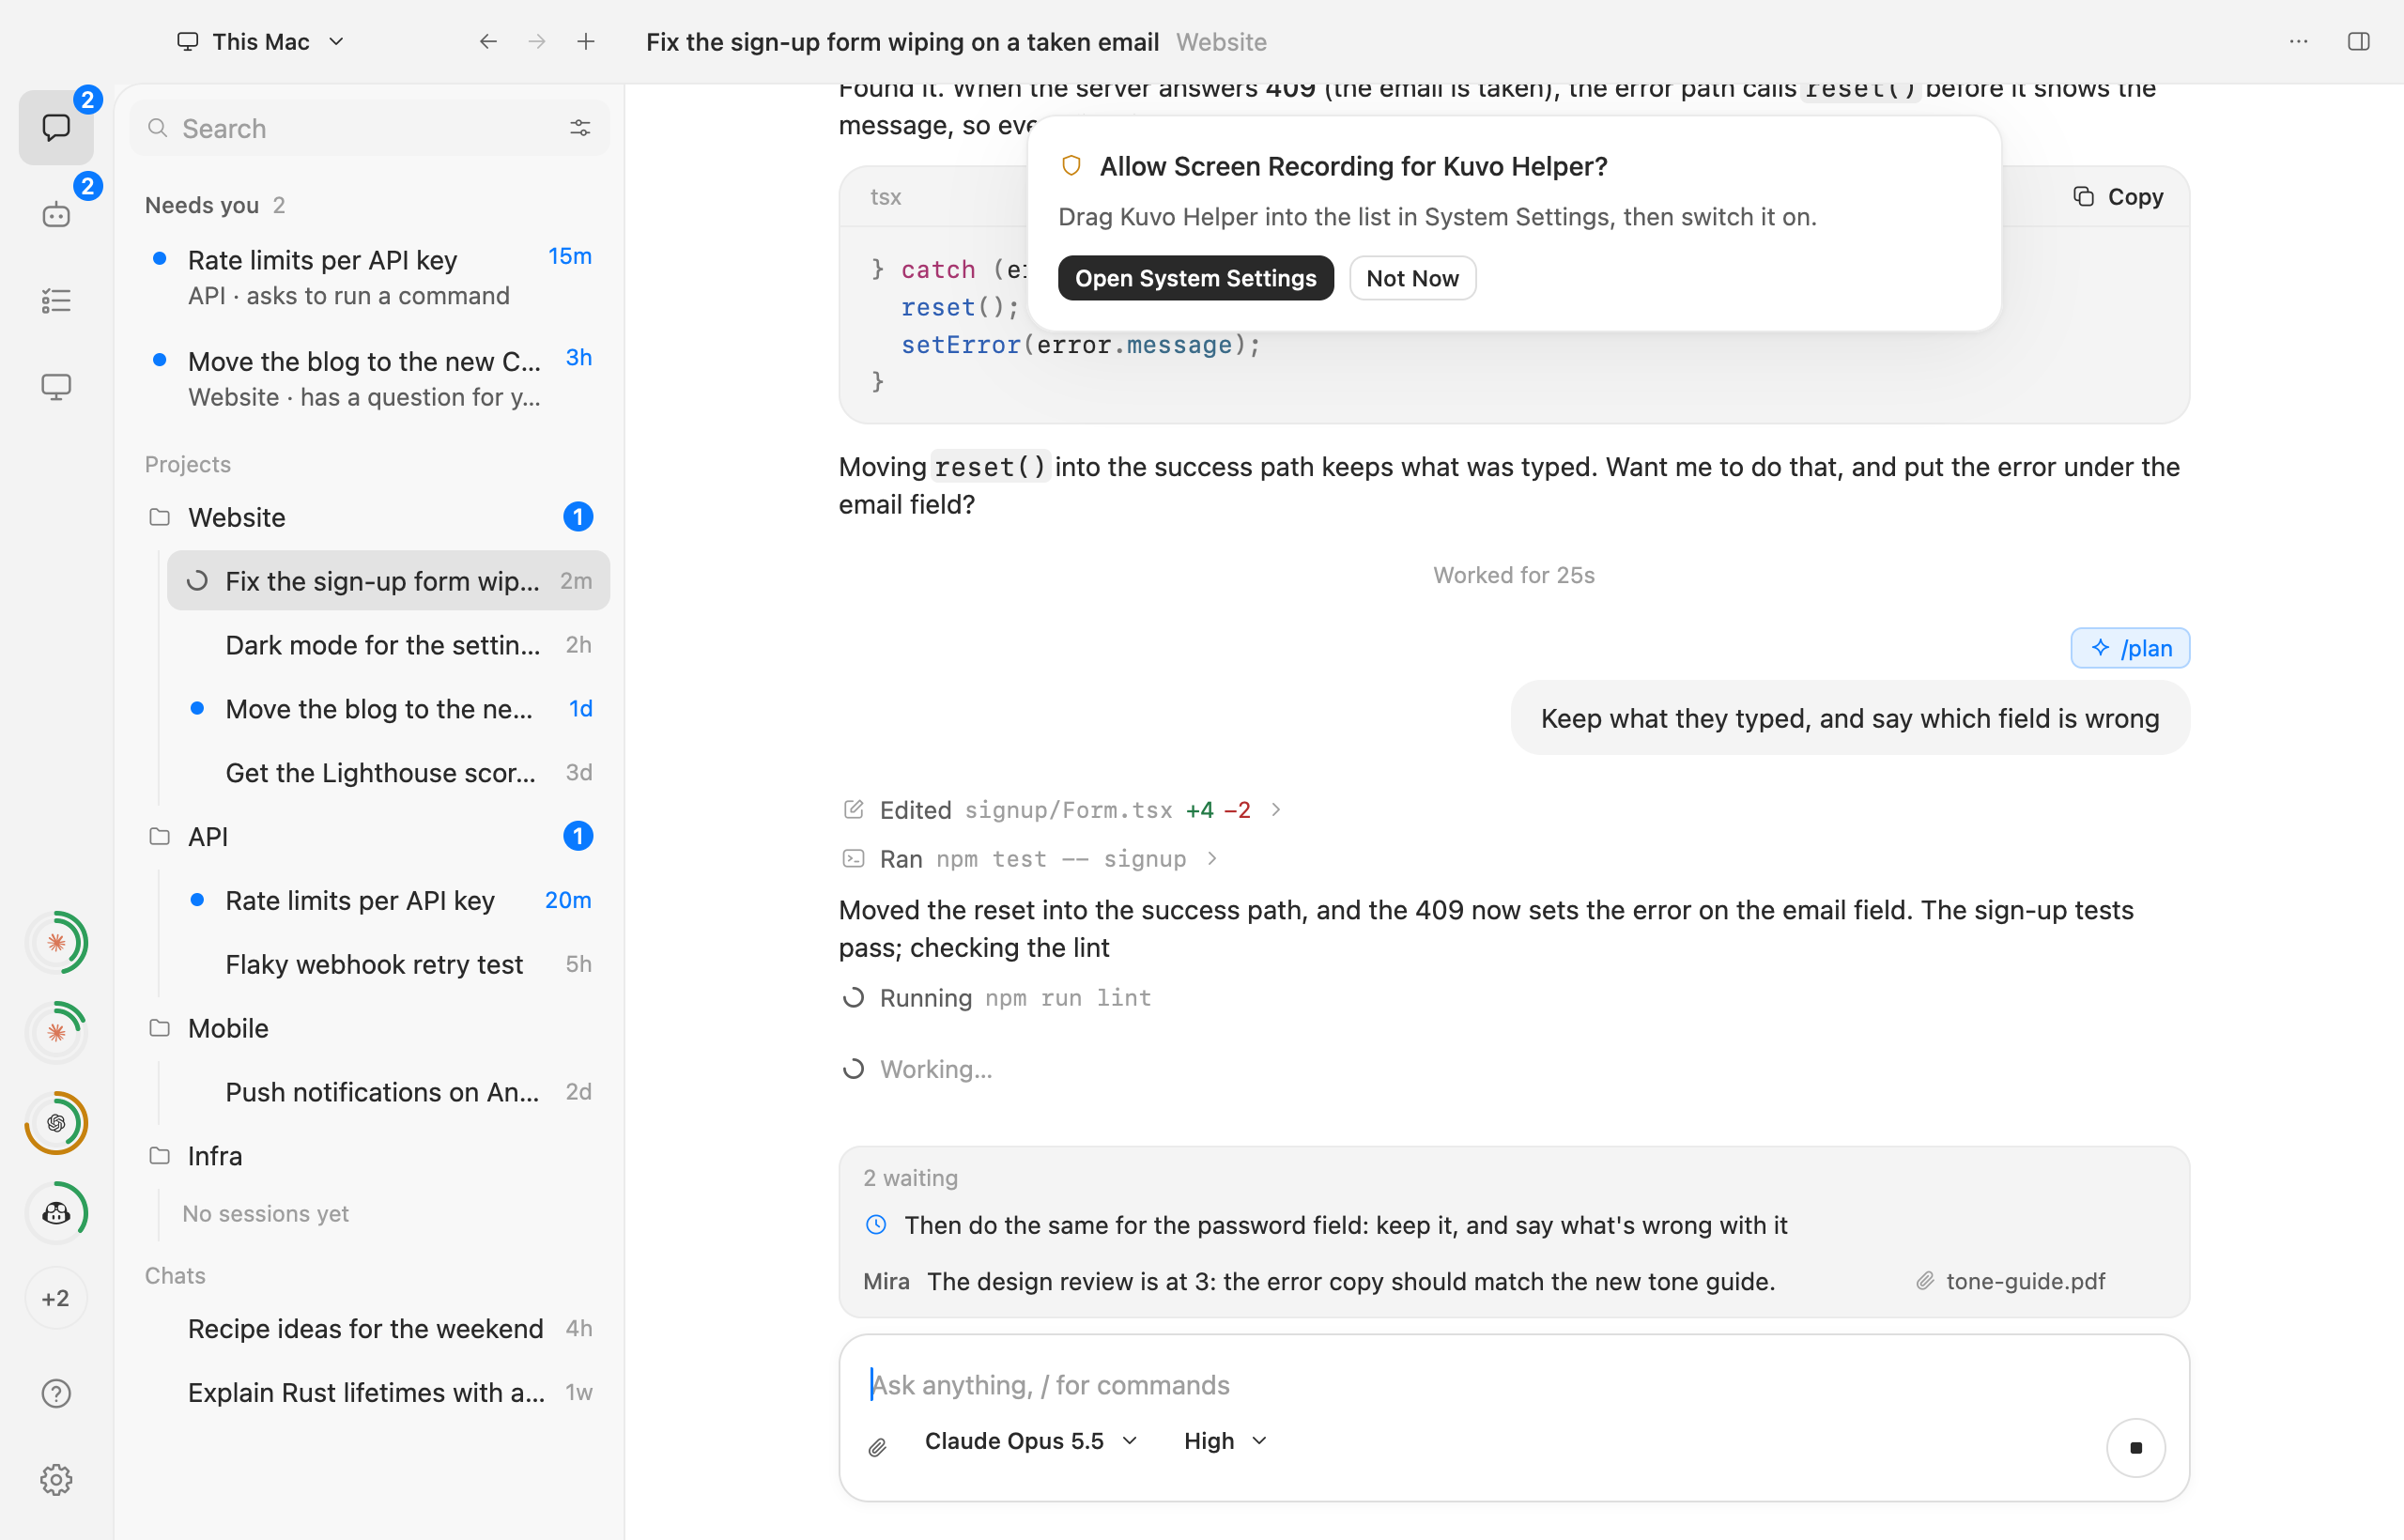 This Mac
Fix the sign-up form wiping on a taken email Website
2
2
Search
Needs you 2
Rate limits per API key 15m
API · asks to run a command
Move the blog to the new C... 3h
Website · has a question for y...
Projects
Website 1
Fix the sign-up form wip... 2m
Dark mode for the settin... 2h
Move the blog to the ne... 1d
Get the Lighthouse scor... 3d
API 1
Rate limits per API key 20m
Flaky webhook retry test 5h
Mobile
Push notifications on An... 2d
Infra
No sessions yet
Chats
Recipe ideas for the weekend 4h
Explain Rust lifetimes with a... 1w
+2
Found it. When the server answers 409 (the email is taken), the error path calls reset() before it shows the
message, so
Allow Screen Recording for Kuvo Helper?
Drag Kuvo Helper into the list in System Settings, then switch it on.
Open System Settings Not Now
tsx Copy
} catch (
reset();
setError(error.message);
}
Moving reset() into the success path keeps what was typed. Want me to do that, and put the error under the
email field?
Worked for 25s
/plan
Keep what they typed, and say which field is wrong
Edited signup/Form.tsx +4 −2
Ran npm test -- signup
Moved the reset into the success path, and the 409 now sets the error on the email field. The sign-up tests
pass; checking the lint
Running npm run lint
Working...
2 waiting
Then do the same for the password field: keep it, and say what's wrong with it
Mira The design review is at 3: the error copy should match the new tone guide. tone-guide.pdf
Ask anything, / for commands
Claude Opus 5.5 High